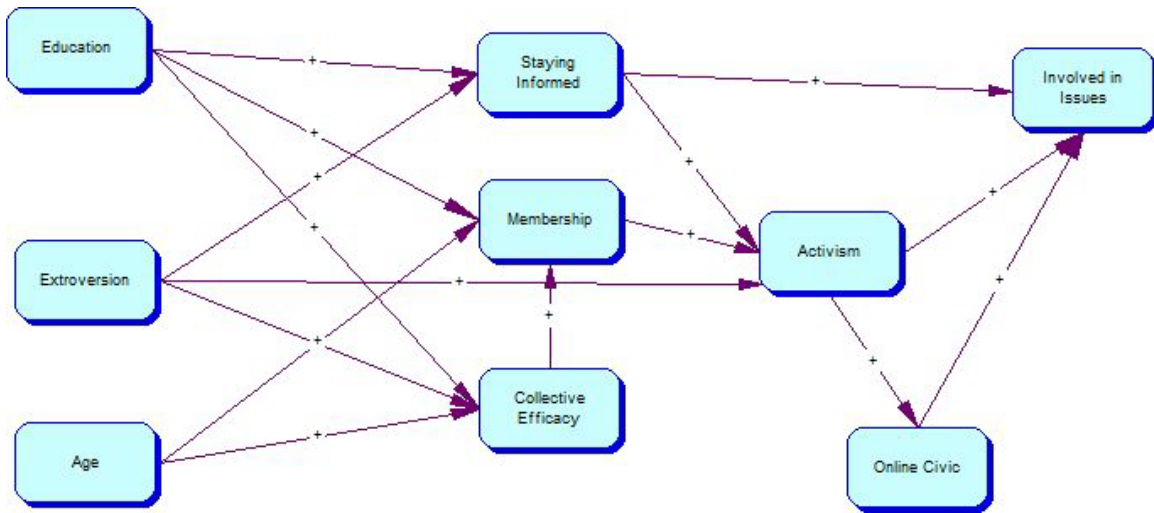 Education
Staying
Informed
Involved in
Issues
+
+
+
+
+
Membership
+
+
+
Activism
Extroversion
+
+
+
+
+
Collective
Efficacy
+
Age
Online Civic